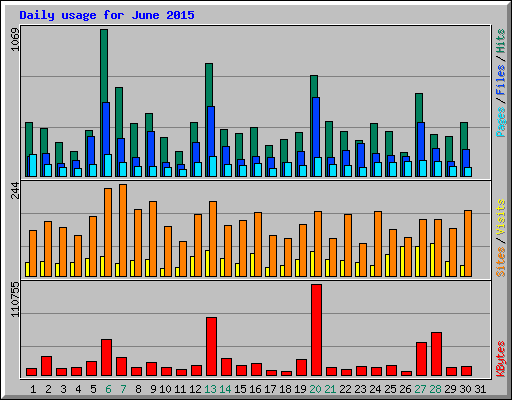 Daily usage for June 2015
1069
Pages / Files / Hits
244
Sites / Visits
110755
KBytes
1 2 3 4 5 6 7 8 9 10 11 12 13 14 15 16 17 18 19 20 21 22 23 24 25 26 27 28 29 30 31